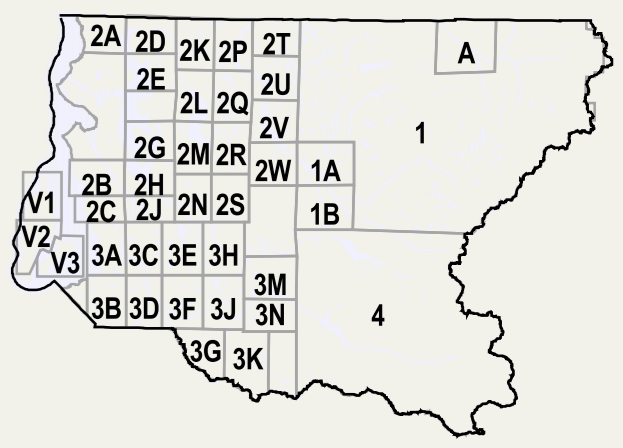 2A 2D 2K 2P 2T A
2E 2L 2Q 2U
2V 1
2G 2M 2R 2W 1A
2B 2H
V1 2C 2J 2N 2S 1B
V2
V3 3A 3C 3E 3H
3M
3B 3D 3F 3J 3N 4
3G 3K